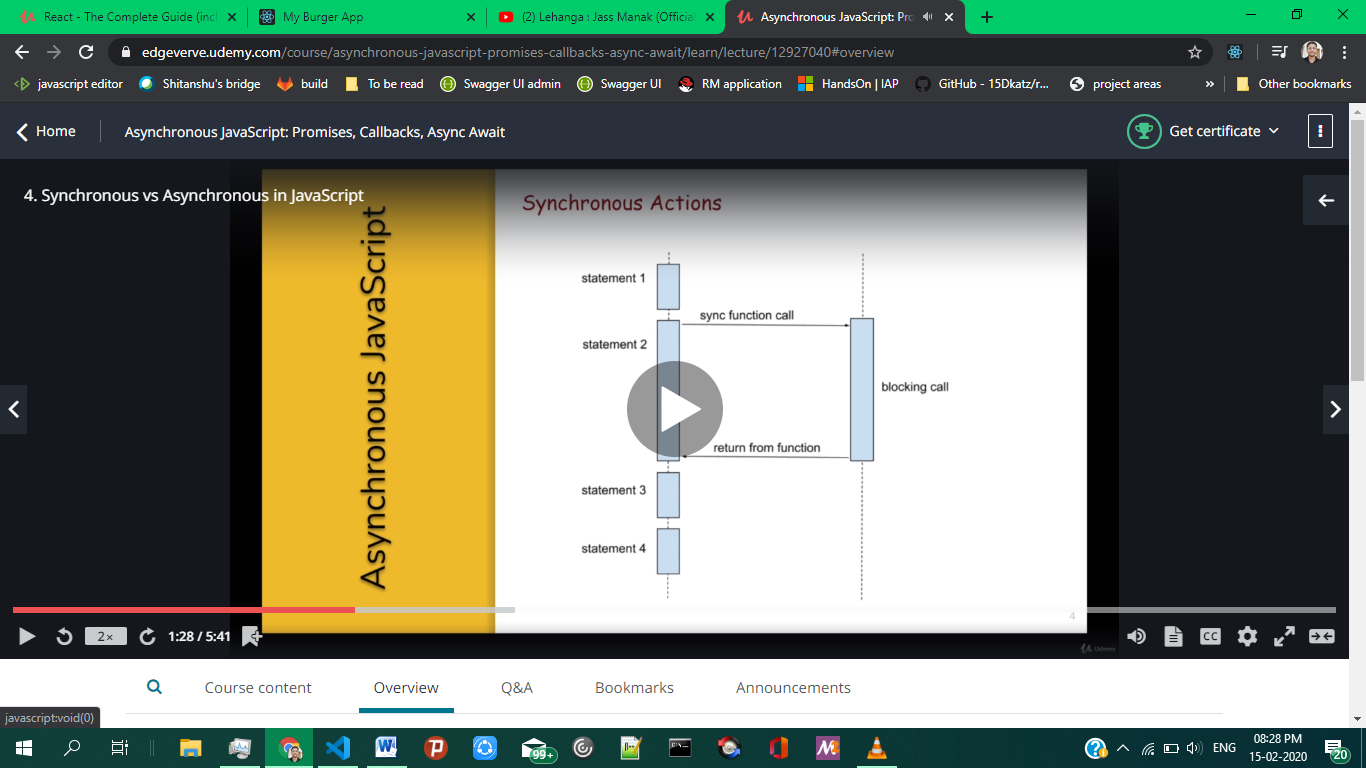 React - The Complete Guide (incl
My Burger App
(2) Lehanga : Jass Manak (Official
Asynchronous JavaScript: Pro
edgeverve.udemy.com/course/asynchronous-javascript-promises-callbacks-async-await/learn/lecture/12927040#overview
javascript editor
Shitanshu's bridge
build
To be read
Swagger UI admin
Swagger UI
RM application
HandsOn | IAP
GitHub - 15Dkatz/r...
project areas
»
Other bookmarks
Home
Asynchronous JavaScript: Promises, Callbacks, Async Await
Get certificate
4. Synchronous vs Asynchronous in JavaScript
Asynchronous JavaScript
Synchronous Actions
statement 1
sync function call
statement 2
blocking call
return from function
statement 3
statement 4
4
2x
1:28 / 5:41
CC
Udemy
Course content
Overview
Q&A
Bookmarks
Announcements
javascript:void(0)
99+
ENG
08:28 PM
15-02-2020
20